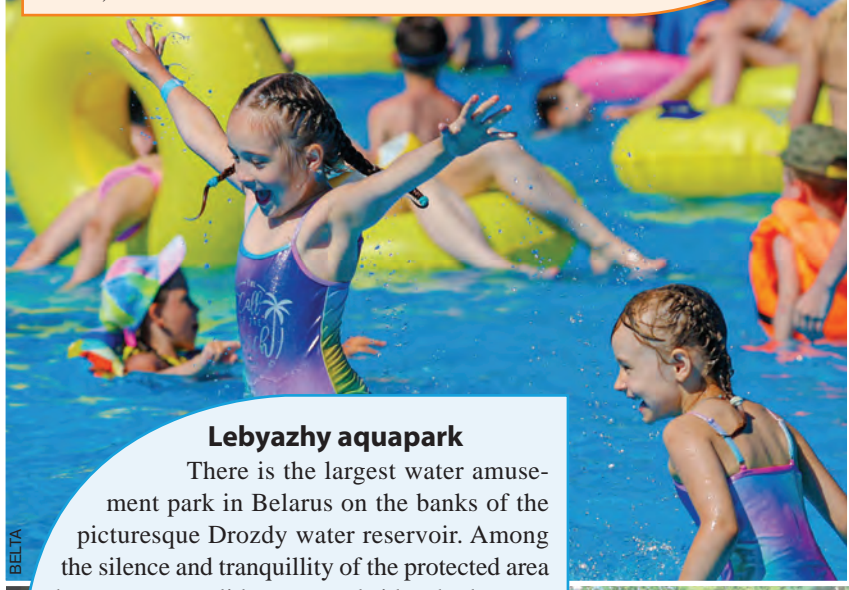 Lebyazhy aquapark
There is the largest water amuse-
ment park in Belarus on the banks of the
picturesque Drozdy water reservoir. Among
the silence and tranquillity of the protected area
BELTA